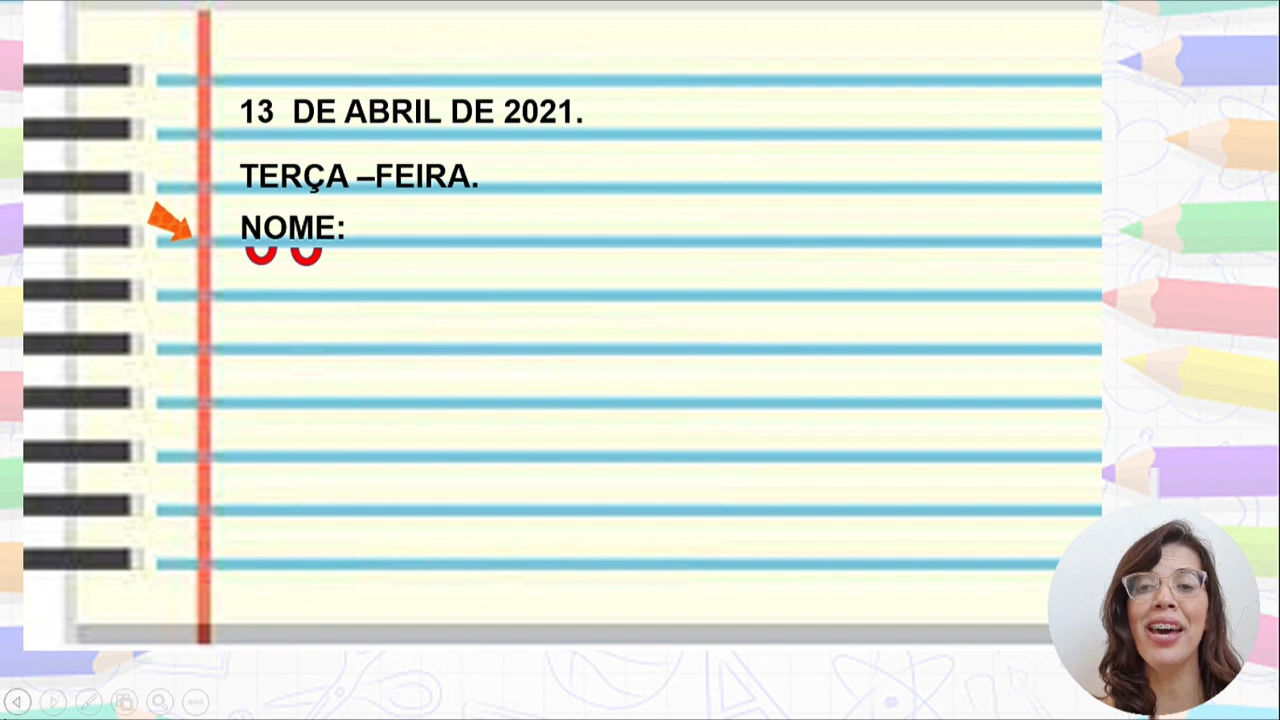 13 DE ABRIL DE 2021.
TERÇA –FEIRA.
NOME: